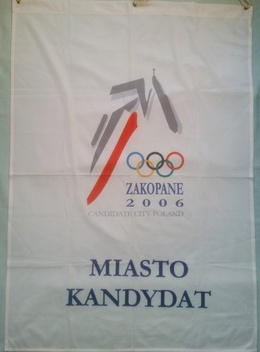 ZAKOPANE
2006
CANDIDATE CITY POLAND
MIASTO
KANDYDAT